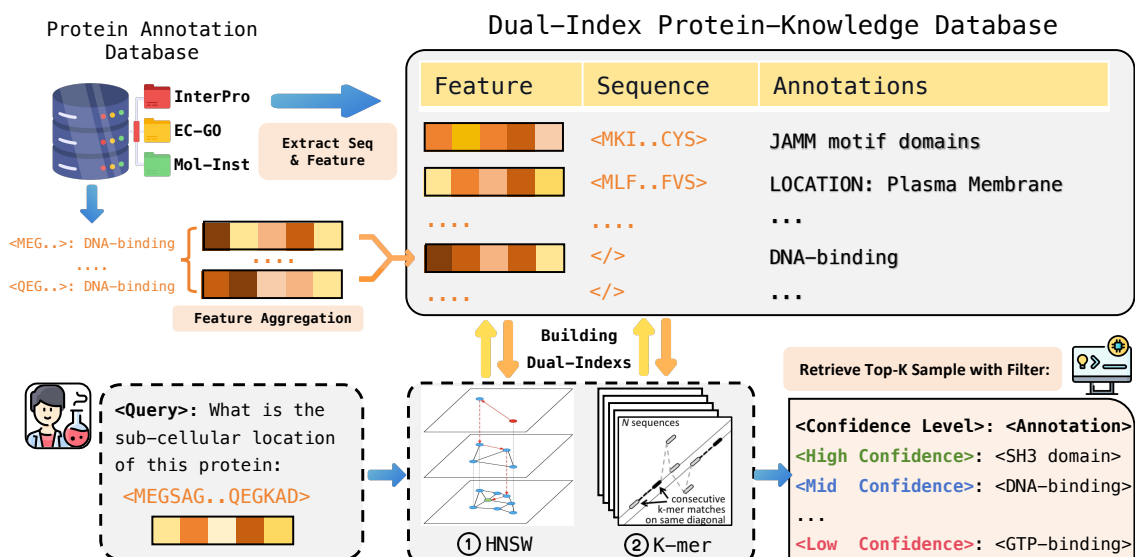 Protein Annotation
Database
InterPro
EC-GO
Mol-Inst
Extract Seq
& Feature
<MEG..>: DNA-binding
....
<QEG..>: DNA-binding
....
Feature Aggregation
Dual-Index Protein-Knowledge Database
Feature Sequence Annotations
<MKI..CYS> JAMM motif domains
<MLF..FVS> LOCATION: Plasma Membrane
.... .... ...
</> DNA-binding
.... </> ...
Building
Dual-Indexs
<Query>: What is the
sub-cellular location
of this protein:
<MEGSAG..QEGKAD>
N sequences
consecutive
k-mer matches
on same diagonal
① HNSW
② K-mer
Retrieve Top-K Sample with Filter:
<Confidence Level>: <Annotation>
<High Confidence>: <SH3 domain>
<Mid Confidence>: <DNA-binding>
...
<Low Confidence>: <GTP-binding>